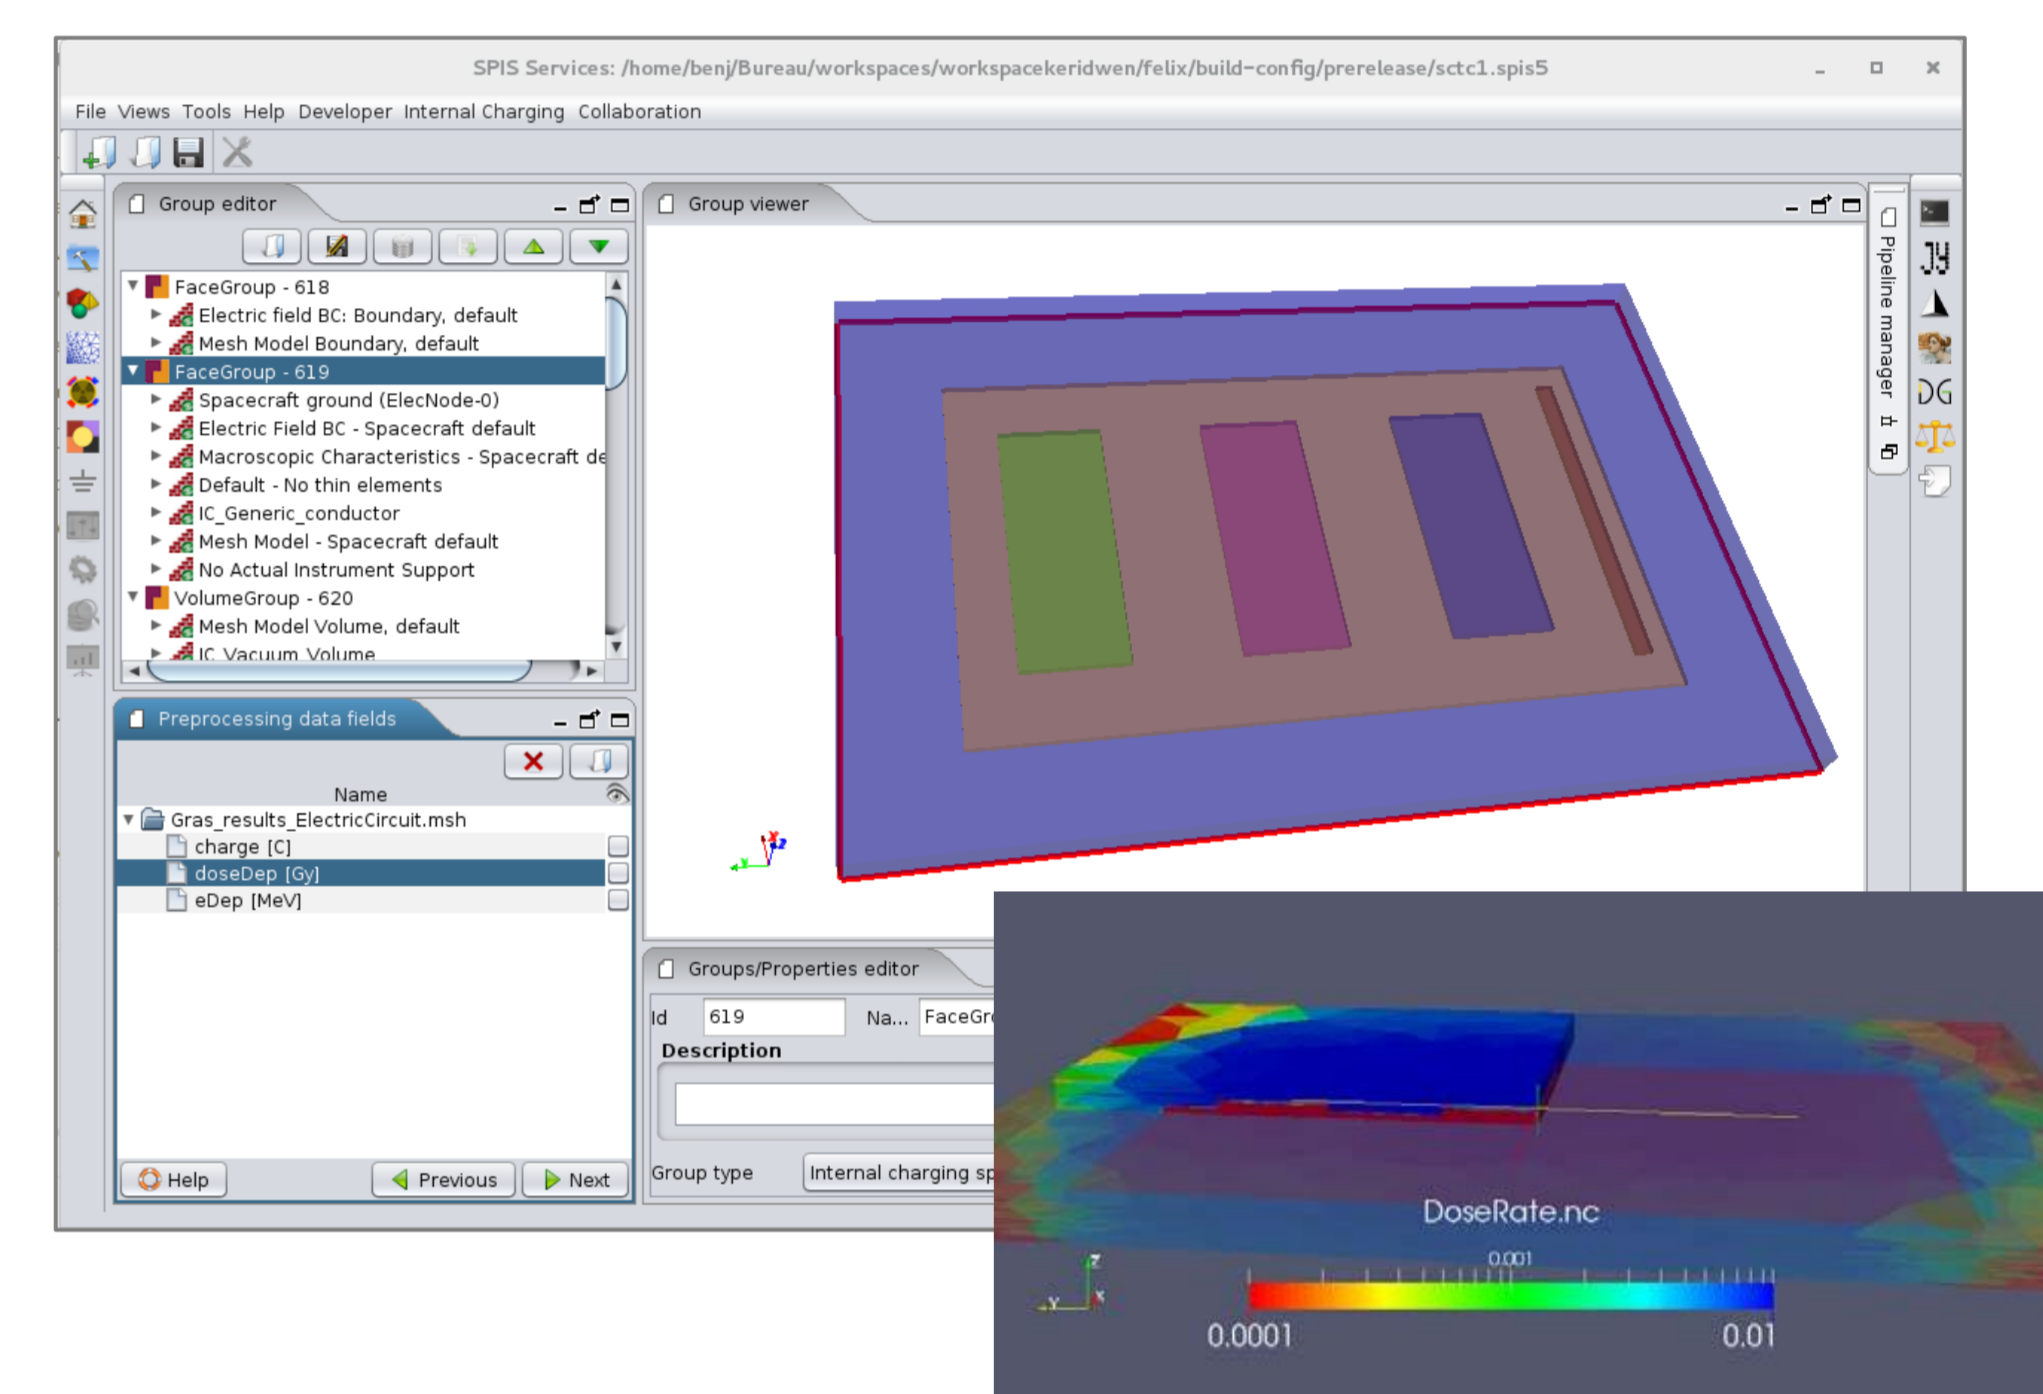 SPIS Services: /home/benj/Bureau/workspaces/workspacekeridwen/felix/build-config/prerelease/sctc1.spis5
File Views Tools Help Developer Internal Charging Collaboration
Group editor
FaceGroup - 618
Electric field BC: Boundary, default
Mesh Model Boundary, default
FaceGroup - 619
Spacecraft ground (ElecNode-0)
Electric Field BC - Spacecraft default
Macroscopic Characteristics - Spacecraft de
Default - No thin elements
IC_Generic_conductor
Mesh Model - Spacecraft default
No Actual Instrument Support
VolumeGroup - 620
Mesh Model Volume, default
IC Vacuum Volume
Group viewer
Pipeline manager
JY
DG
Preprocessing data fields
Name
Gras_results_ElectricCircuit.msh
charge [C]
doseDep [Gy]
eDep [MeV]
Help Previous Next
Groups/Properties editor
Id 619 Na... FaceGr
Description
Group type Internal charging sp
DoseRate.nc
0.001
0.0001 0.01
Z
Y X